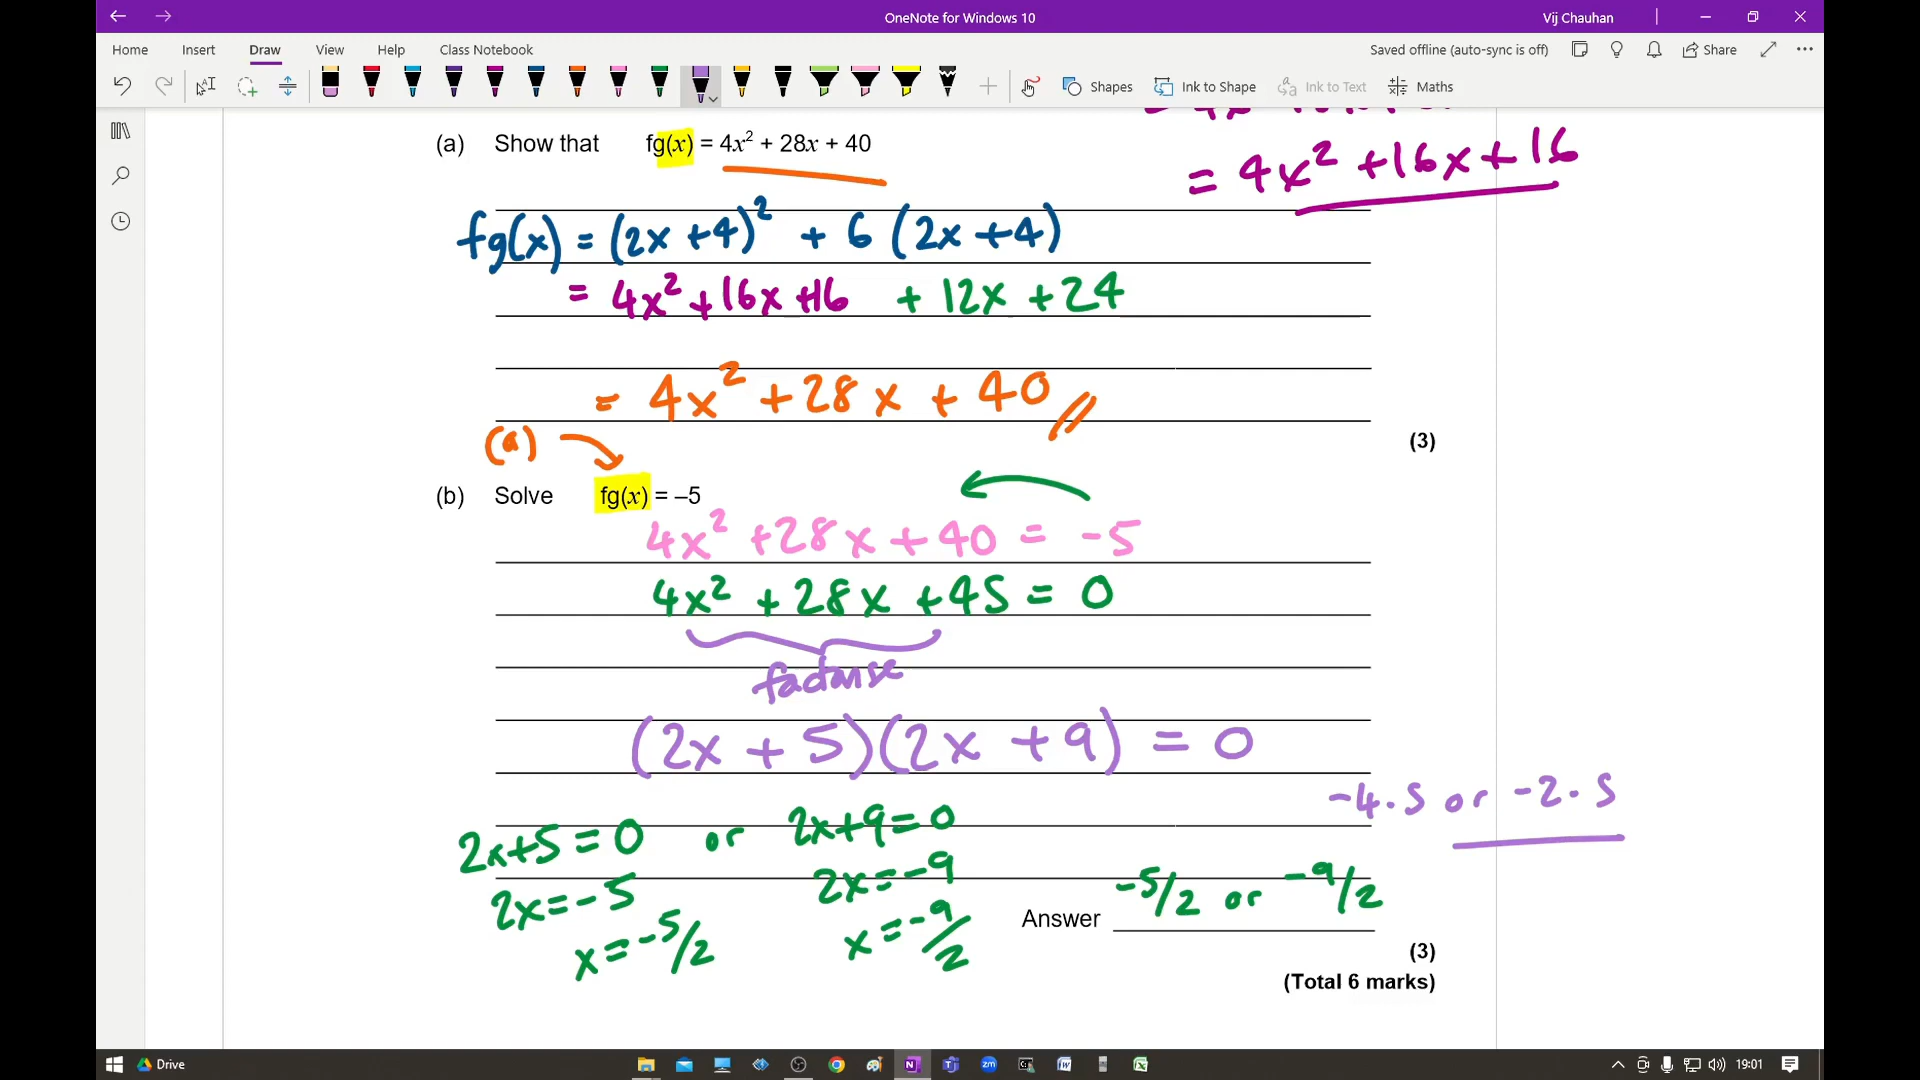 OneNote for Windows 10
Vij Chauhan
Home Insert Draw View Help Class Notebook
Saved offline (auto-sync is off) Share
Shapes Ink to Shape Ink to Text Maths
(a) Show that fg(x) = 4x² + 28x + 40
= 4x² +16x+16
fg(x) = (2x +4)² + 6 (2x +4)
= 4x² +16x +16 + 12x +24
= 4x² +28x + 40
(3)
(a)
(b) Solve fg(x) = –5
4x² +28x +40 = -5
4x² +28x +45 = 0
factorise
(2x + 5)(2x +9) = 0
-4.5 or -2.5
2x+5=0 or 2x+9=0
2x=-5 2x=-9
x=-5/2 x=-9/2
Answer -5/2 or -9/2
(3)
(Total 6 marks)
Drive
19:01